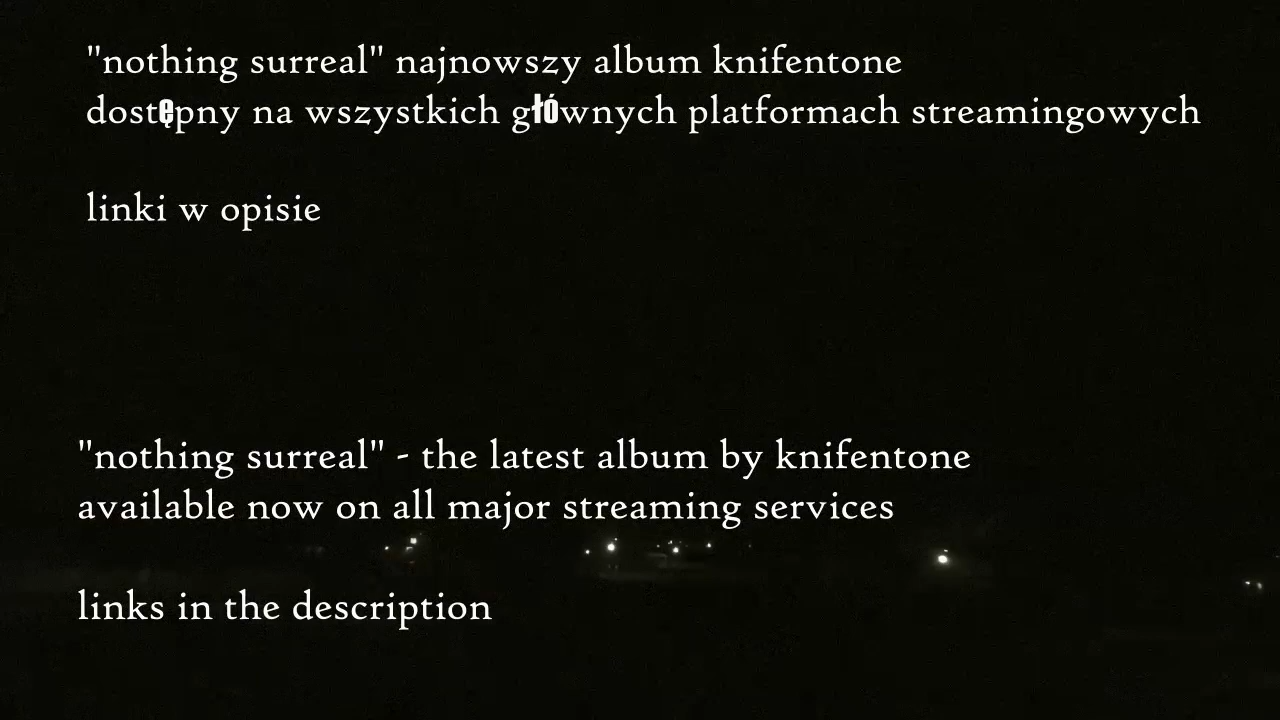 "nothing surreal" najnowszy album knifentone
dostępny na wszystkich głównych platformach streamingowych
linki w opisie
"nothing surreal" - the latest album by knifentone
available now on all major streaming services
links in the description